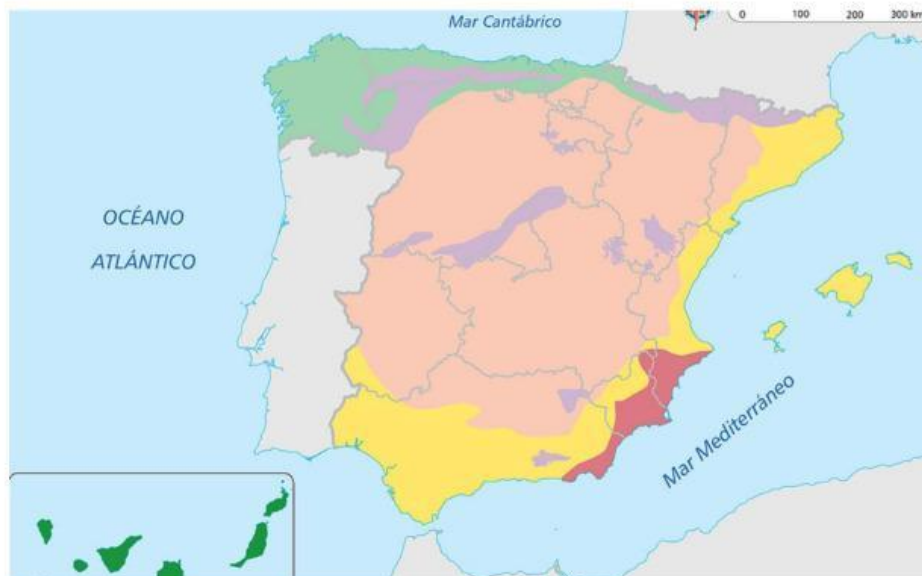 Mar Cantábrico
0 100 200 300 km
OCÉANO
ATLÁNTICO
Mar Mediterráneo